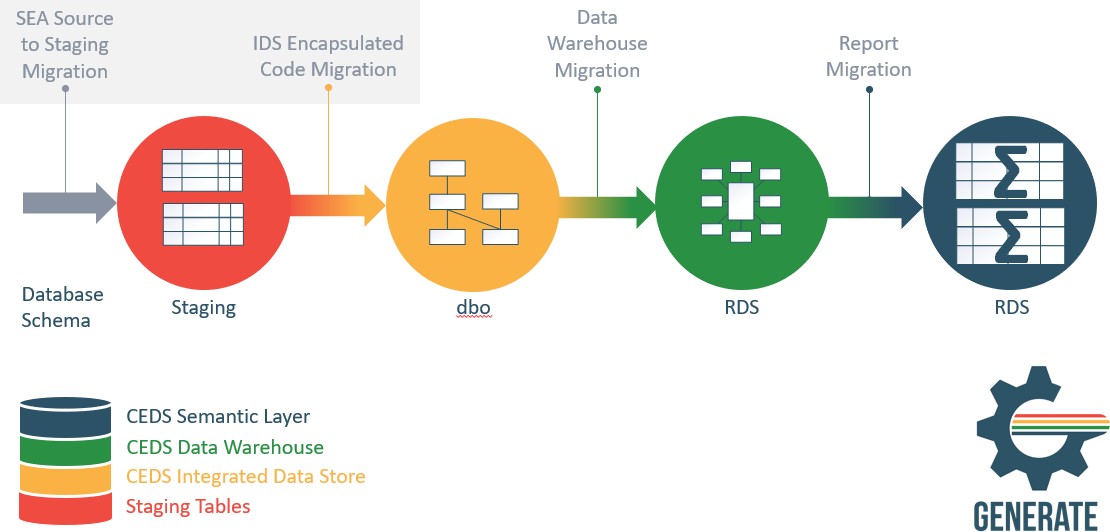 SEA Source
to Staging
Migration
IDS Encapsulated
Code Migration
Data
Warehouse
Migration
Report
Migration
Σ
Σ
Database
Schema
Staging
dbo
RDS
RDS
CEDS Semantic Layer
CEDS Data Warehouse
CEDS Integrated Data Store
Staging Tables
GENERATE